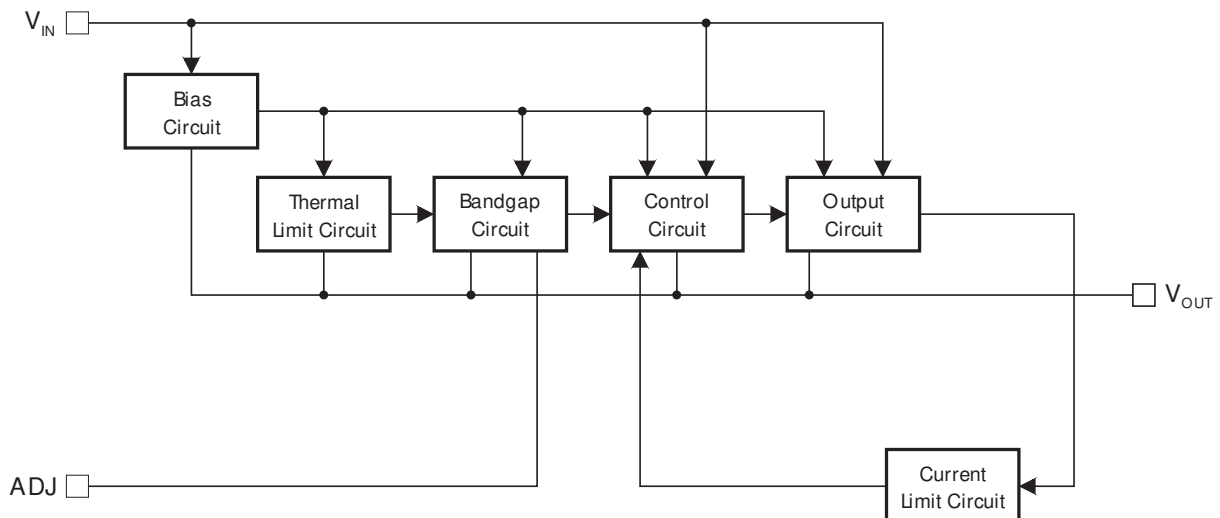 VIN
Bias
Circuit
Thermal
Limit Circuit
Bandgap
Circuit
Control
Circuit
Output
Circuit
VOUT
ADJ
Current
Limit Circuit